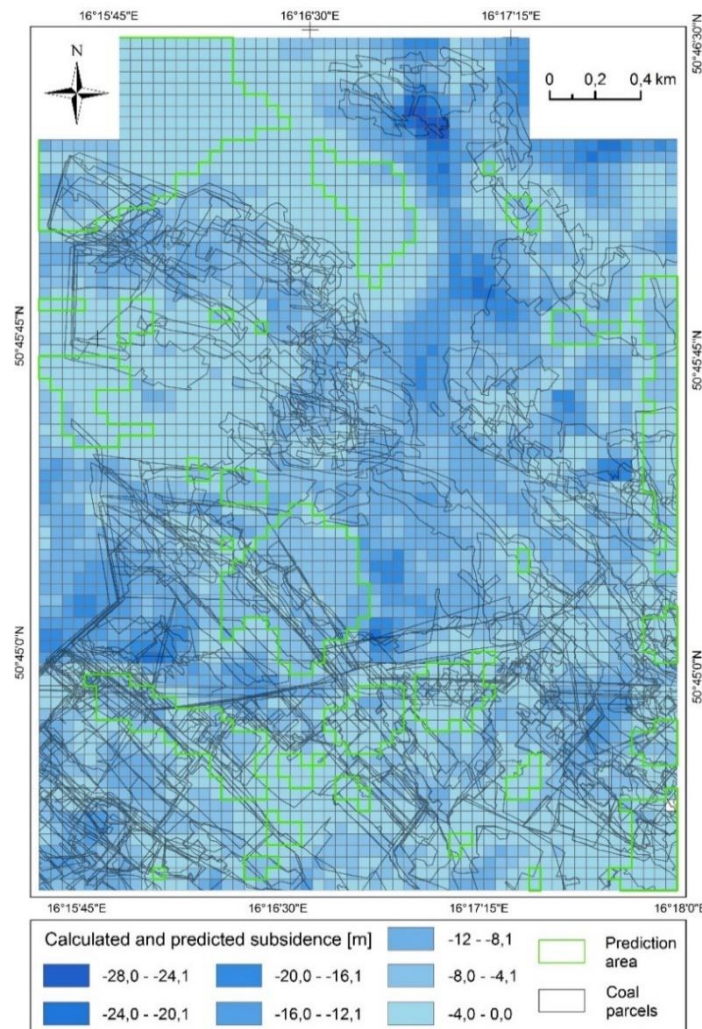 16°15'45"E 16°16'30"E 16°17'15"E
50°46'30"N
N
0 0,2 0,4 km
50°45'45"N 50°45'45"N
50°45'0"N 50°45'0"N
16°15'45"E 16°16'30"E 16°17'15"E 16°18'0"E
Calculated and predicted subsidence [m]
-28,0 - -24,1
-24,0 - -20,1
-20,0 - -16,1
-16,0 - -12,1
-12 - -8,1
-8,0 - -4,1
-4,0 - 0,0
Prediction
area
Coal
parcels